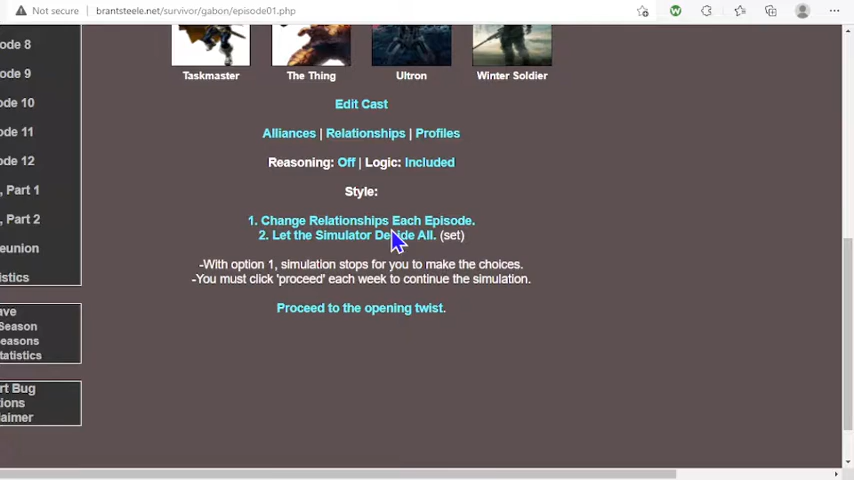 Not secure | brantsteele.net/survivor/gabon/episode01.php
ode 8
ode 9
ode 10
ode 11
ode 12
, Part 1
, Part 2
eunion
istics
ave
Season
easons
tatistics
rt Bug
tions
laimer
Taskmaster The Thing Ultron Winter Soldier
Edit Cast
Alliances | Relationships | Profiles
Reasoning: Off | Logic: Included
Style:
1. Change Relationships Each Episode.
2. Let the Simulator Decide All. (set)
-With option 1, simulation stops for you to make the choices.
-You must click 'proceed' each week to continue the simulation.
Proceed to the opening twist.